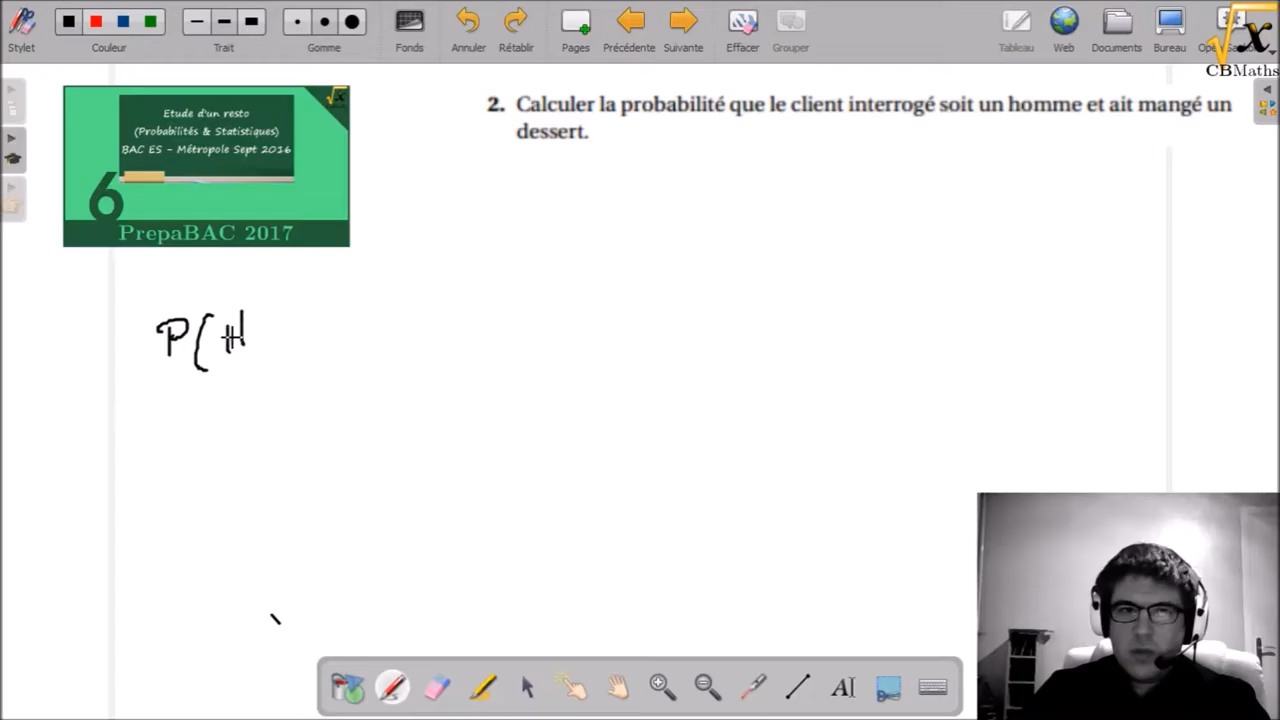 Stylet
Couleur
Trait
Gomme
Fonds
Annuler
Rétablir
Pages
Précédente
Suivante
Effacer
Grouper
Tableau
Web
Documents
Bureau
x
CBMaths
Etude d'un resto
(Probabilités & Statistiques)
BAC ES - Métropole Sept 2016
6
PrepaBAC 2017
2. Calculer la probabilité que le client interrogé soit un homme et ait mangé un
dessert.
P(H
AI